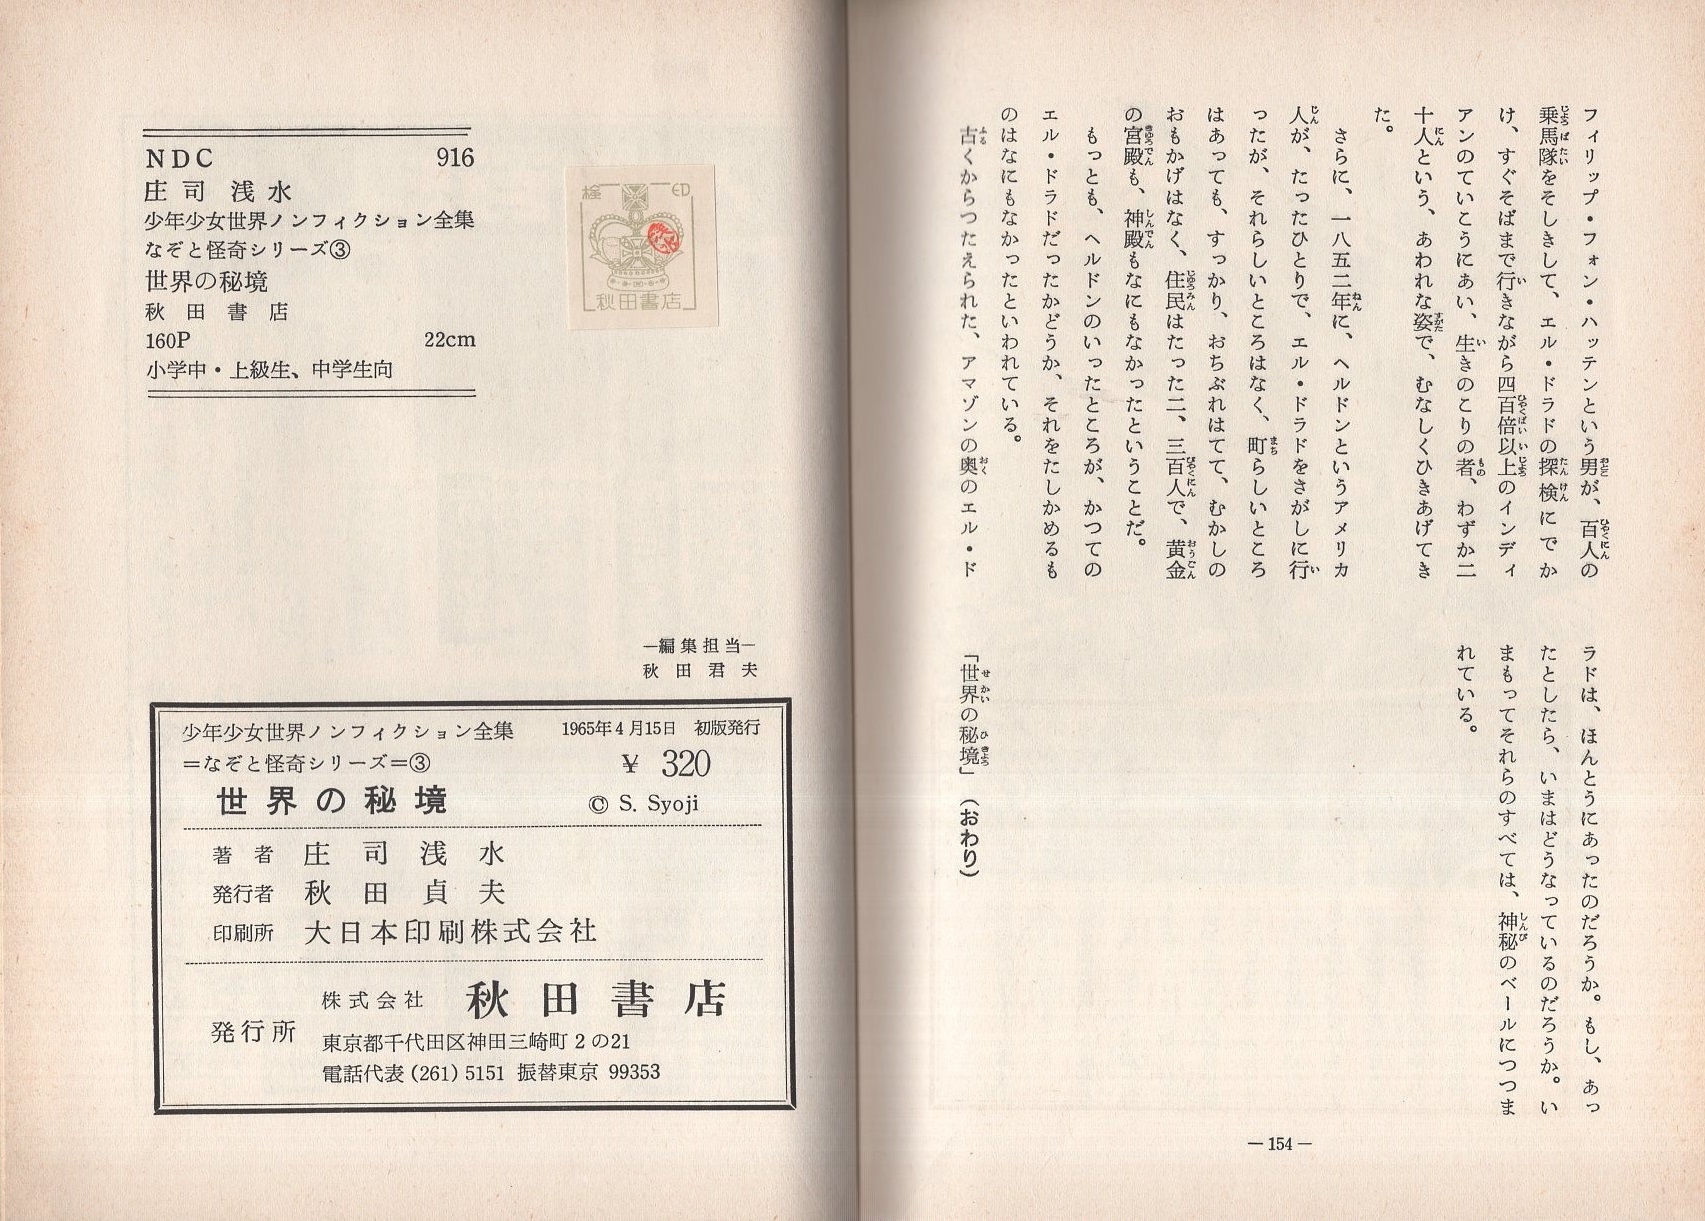 フィリップ・フォン・ハッテンという男が、百人の
乗馬隊をそしきして、エル・ドラドの探検にでか
け、すぐそばまで行きながら四百倍以上のインディ
アンのていこうにあい、生きのこりの者、わずか二
十人という、あわれな姿で、むなしくひきあげてき
た。
さらに、一八五二年に、ヘルドンというアメリカ
人が、たったひとりで、エル・ドラドをさがしに行
ったが、それらしいところはなく、町らしいところ
はあっても、すっかり、おちぶれはてて、むかしの
おもかげはなく、住民はたった二、三百人で、黄金
の宮殿も、神殿もなにもなかったということだ。
もっとも、ヘルドンのいったところが、かつての
エル・ドラドだったかどうか、それをたしかめるも
のはなにもなかったといわれている。
古くからつたえられた、アマゾンの奥のエル・ド
ラドは、ほんとうにあったのだろうか。もし、あっ
たとしたら、いまはどうなっているのだろうか。い
まもってそれらのすべては、神秘のベールにつつま
れている。
「世界の秘境」（おわり）
—154—
NDC 916
庄司 浅水
少年少女世界ノンフィクション全集
なぞと怪奇シリーズ③
世界の秘境
秋田書店
160P 22cm
小学中・上級生、中学生向
検 印
秋田書店
—編集担当—
秋田君夫
少年少女世界ノンフィクション全集
=なぞと怪奇シリーズ=③
世界の秘境
1965年4月15日 初版発行
¥ 320
© S. Syoji
著者 庄司浅水
発行者 秋田貞夫
印刷所 大日本印刷株式会社
発行所 株式会社 秋田書店
東京都千代田区神田三崎町2の21
電話代表(261)5151 振替東京 99353